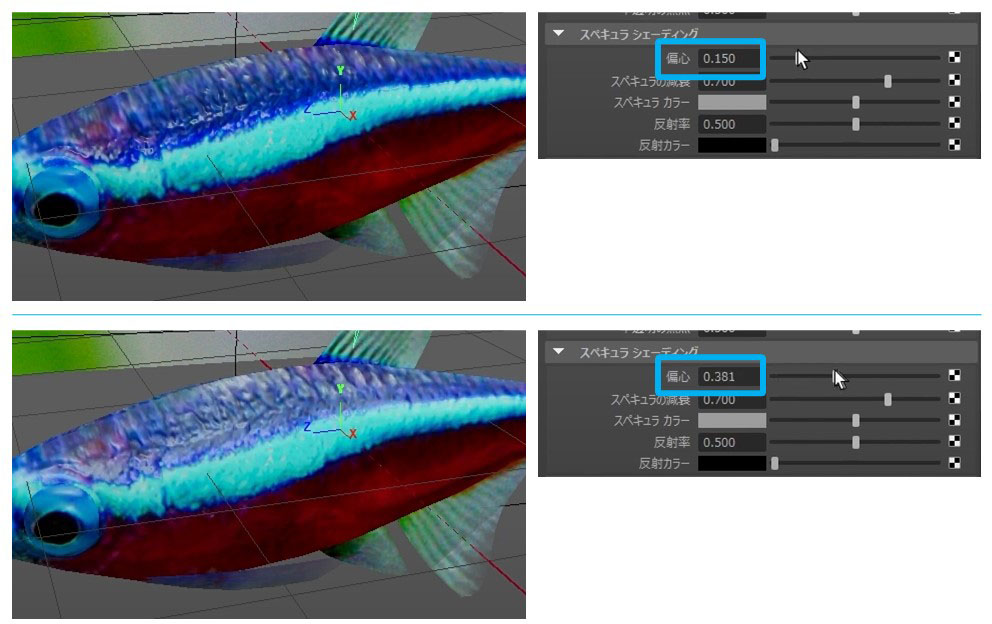 0.500
スペキュラ シェーディング
偏心 0.150
スペキュラの減衰 0.700
スペキュラ カラー
反射率 0.500
反射カラー
Y
Z X
0.500
スペキュラ シェーディング
偏心 0.381
スペキュラの減衰 0.700
スペキュラ カラー
反射率 0.500
反射カラー
Y
Z X